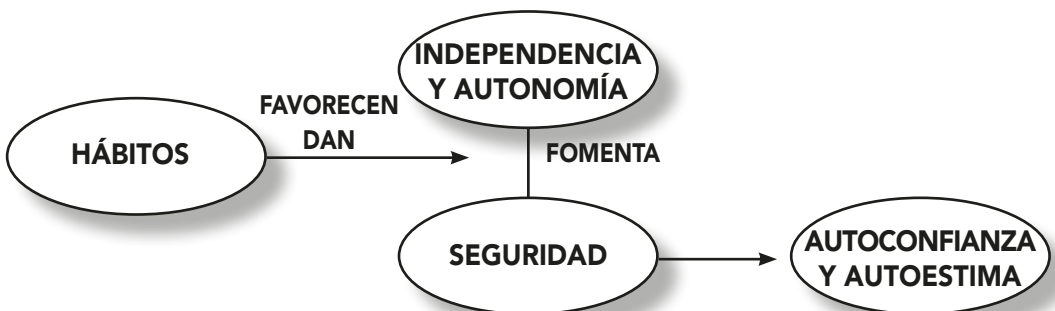 INDEPENDENCIA
Y AUTONOMÍA
FAVORECEN
DAN
HÁBITOS
FOMENTA
SEGURIDAD
AUTOCONFIANZA
Y AUTOESTIMA